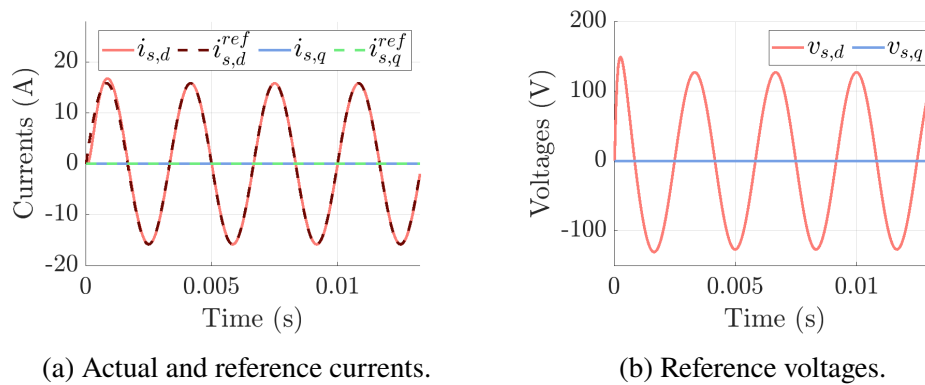 i_{s,d} i_{s,d}^{ref} i_{s,q} i_{s,q}^{ref}
20
10
0
-10
-20
Currents (A)
0 0.005 0.01
Time (s)
(a) Actual and reference currents.
v_{s,d} v_{s,q}
200
100
0
-100
Voltages (V)
0 0.005 0.01
Time (s)
(b) Reference voltages.